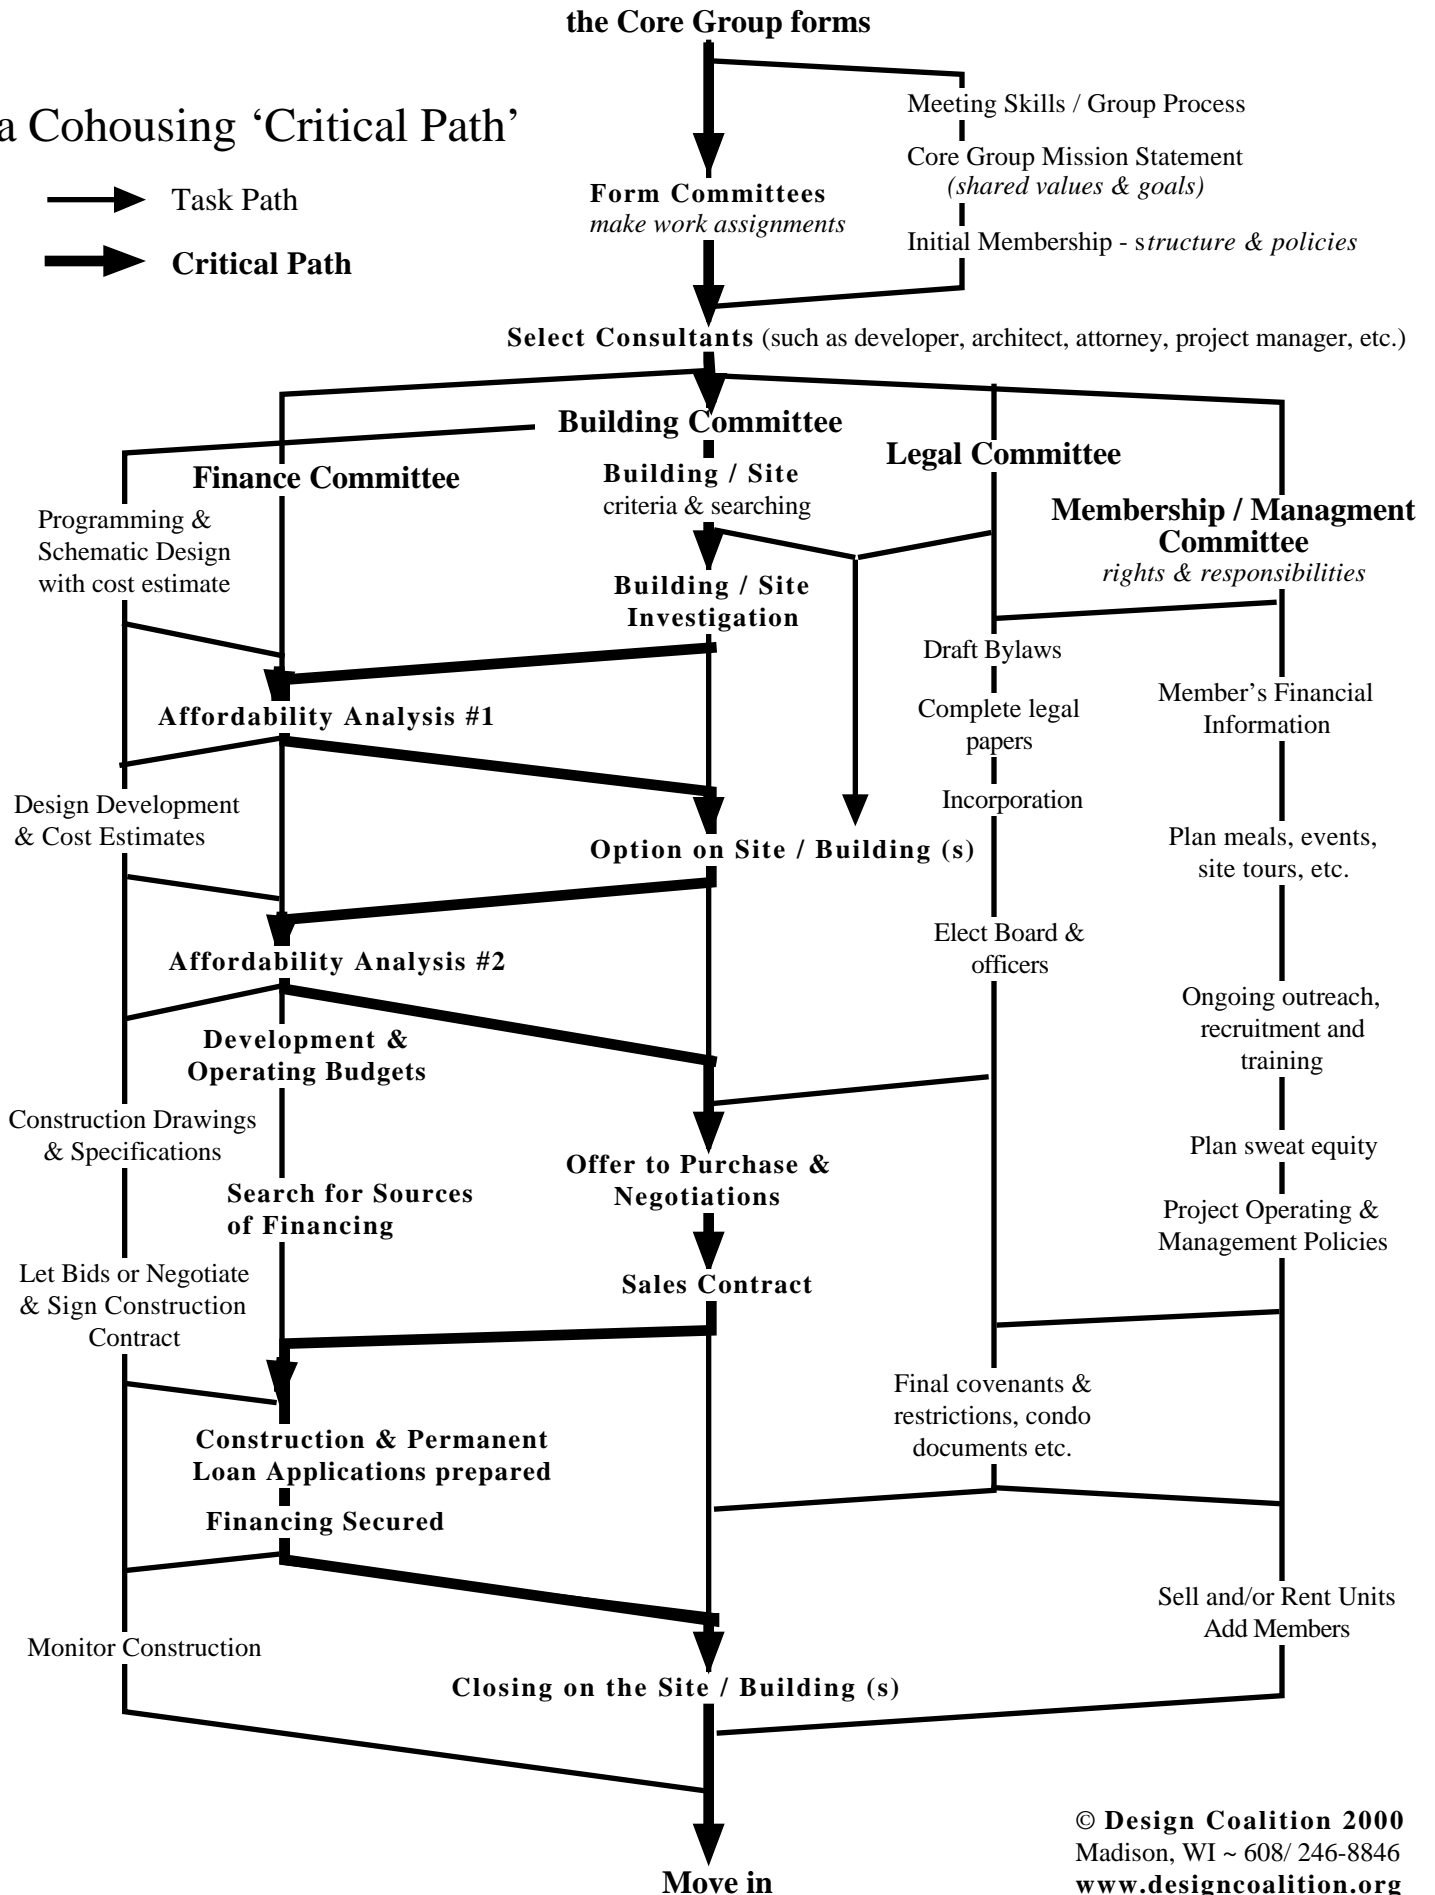 the Core Group forms
a Cohousing ‘Critical Path’
Task Path
Critical Path
Meeting Skills / Group Process
Core Group Mission Statement
(shared values & goals)
Initial Membership - structure & policies
Form Committees
make work assignments
Select Consultants (such as developer, architect, attorney, project manager, etc.)
Building Committee
Finance Committee
Legal Committee
Membership / Managment
Committee
rights & responsibilities
Building / Site
criteria & searching
Programming &
Schematic Design
with cost estimate
Building / Site
Investigation
Draft Bylaws
Complete legal
papers
Incorporation
Member’s Financial
Information
Affordability Analysis #1
Design Development
& Cost Estimates
Option on Site / Building (s)
Plan meals, events,
site tours, etc.
Elect Board &
officers
Affordability Analysis #2
Ongoing outreach,
recruitment and
training
Development &
Operating Budgets
Construction Drawings
& Specifications
Offer to Purchase &
Negotiations
Plan sweat equity
Search for Sources
of Financing
Project Operating &
Management Policies
Let Bids or Negotiate
& Sign Construction
Contract
Sales Contract
Final covenants &
restrictions, condo
documents etc.
Construction & Permanent
Loan Applications prepared
Financing Secured
Sell and/or Rent Units
Add Members
Monitor Construction
Closing on the Site / Building (s)
Move in
© Design Coalition 2000
Madison, WI ~ 608/ 246-8846
www.designcoalition.org